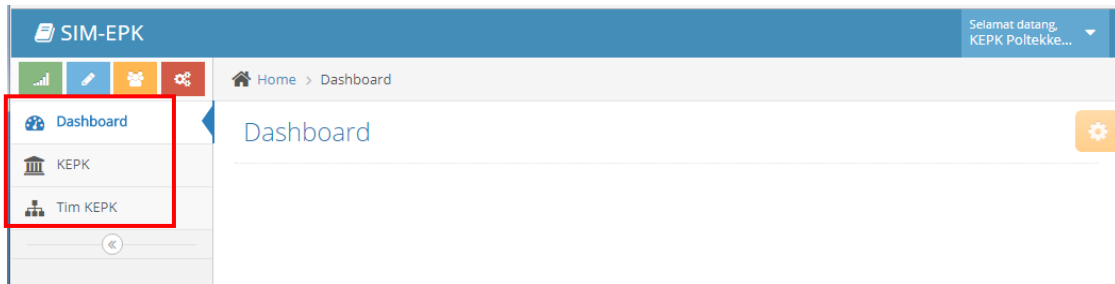 SIM-EPK
Selamat datang,
KEPK Poltekke...
Home > Dashboard
Dashboard
Dashboard
KEPK
Tim KEPK